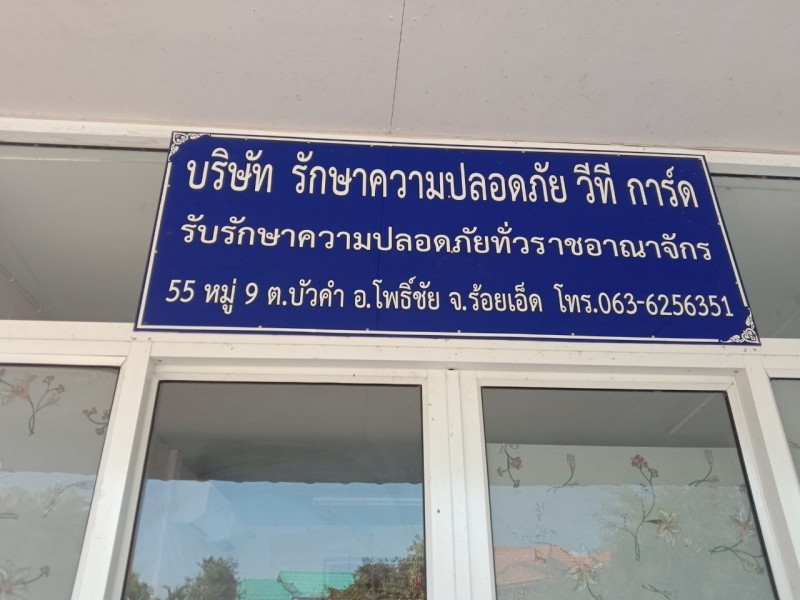 บริษัท รักษาความปลอดภัย วีที การ์ด
รับรักษาความปลอดภัยทั่วราชอาณาจักร
55 หมู่ 9 ต.บัวคำ อ.โพธิ์ชัย จ.ร้อยเอ็ด โทร.063-6256351